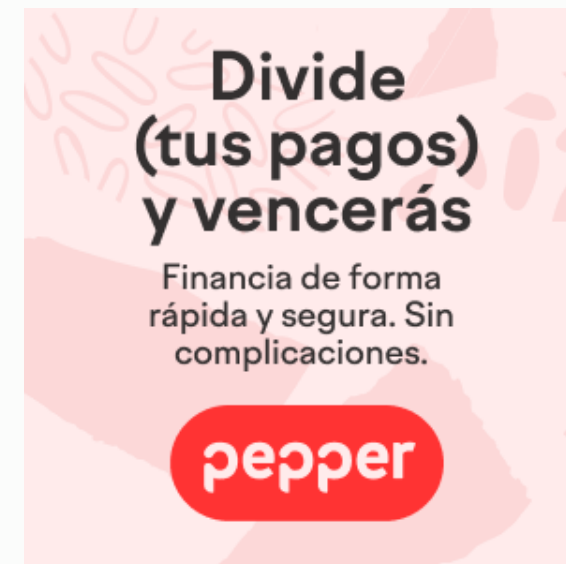 Divide
(tus pagos)
y vencerás
Financia de forma
rápida y segura. Sin
complicaciones.
pepper